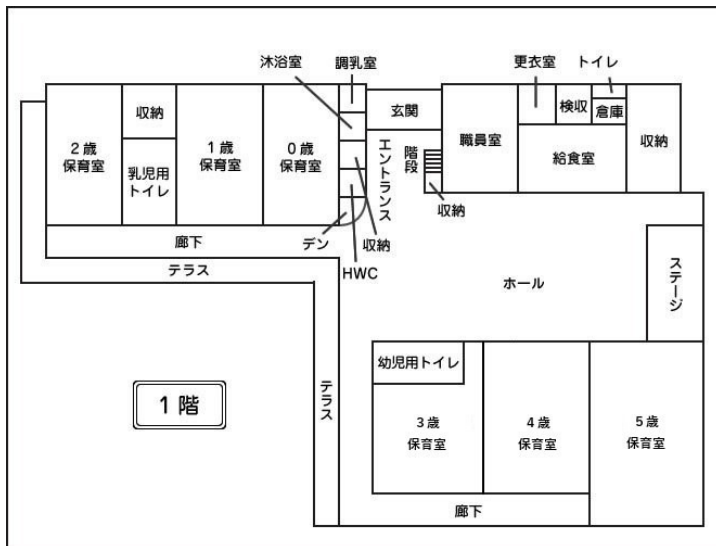 沐浴室
調乳室
更衣室
トイレ
2歳
保育室
収納
乳児用
トイレ
1歳
保育室
0歳
保育室
玄関
エントランス
階段
収納
職員室
検収
倉庫
給食室
収納
デン
収納
HWC
廊下
テラス
ホール
ステージ
テラス
1階
幼児用トイレ
3歳
保育室
4歳
保育室
5歳
保育室
廊下